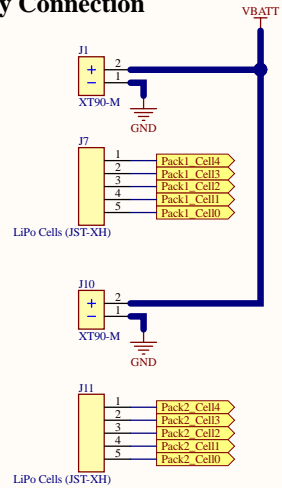 y Connection
VBATT
J1
+ 2
− 1
XT90-M
GND
J7
1 Pack1_Cell4
2 Pack1_Cell3
3 Pack1_Cell2
4 Pack1_Cell1
5 Pack1_Cell0
LiPo Cells (JST-XH)
J10
+ 2
− 1
XT90-M
GND
J11
1 Pack2_Cell4
2 Pack2_Cell3
3 Pack2_Cell2
4 Pack2_Cell1
5 Pack2_Cell0
LiPo Cells (JST-XH)